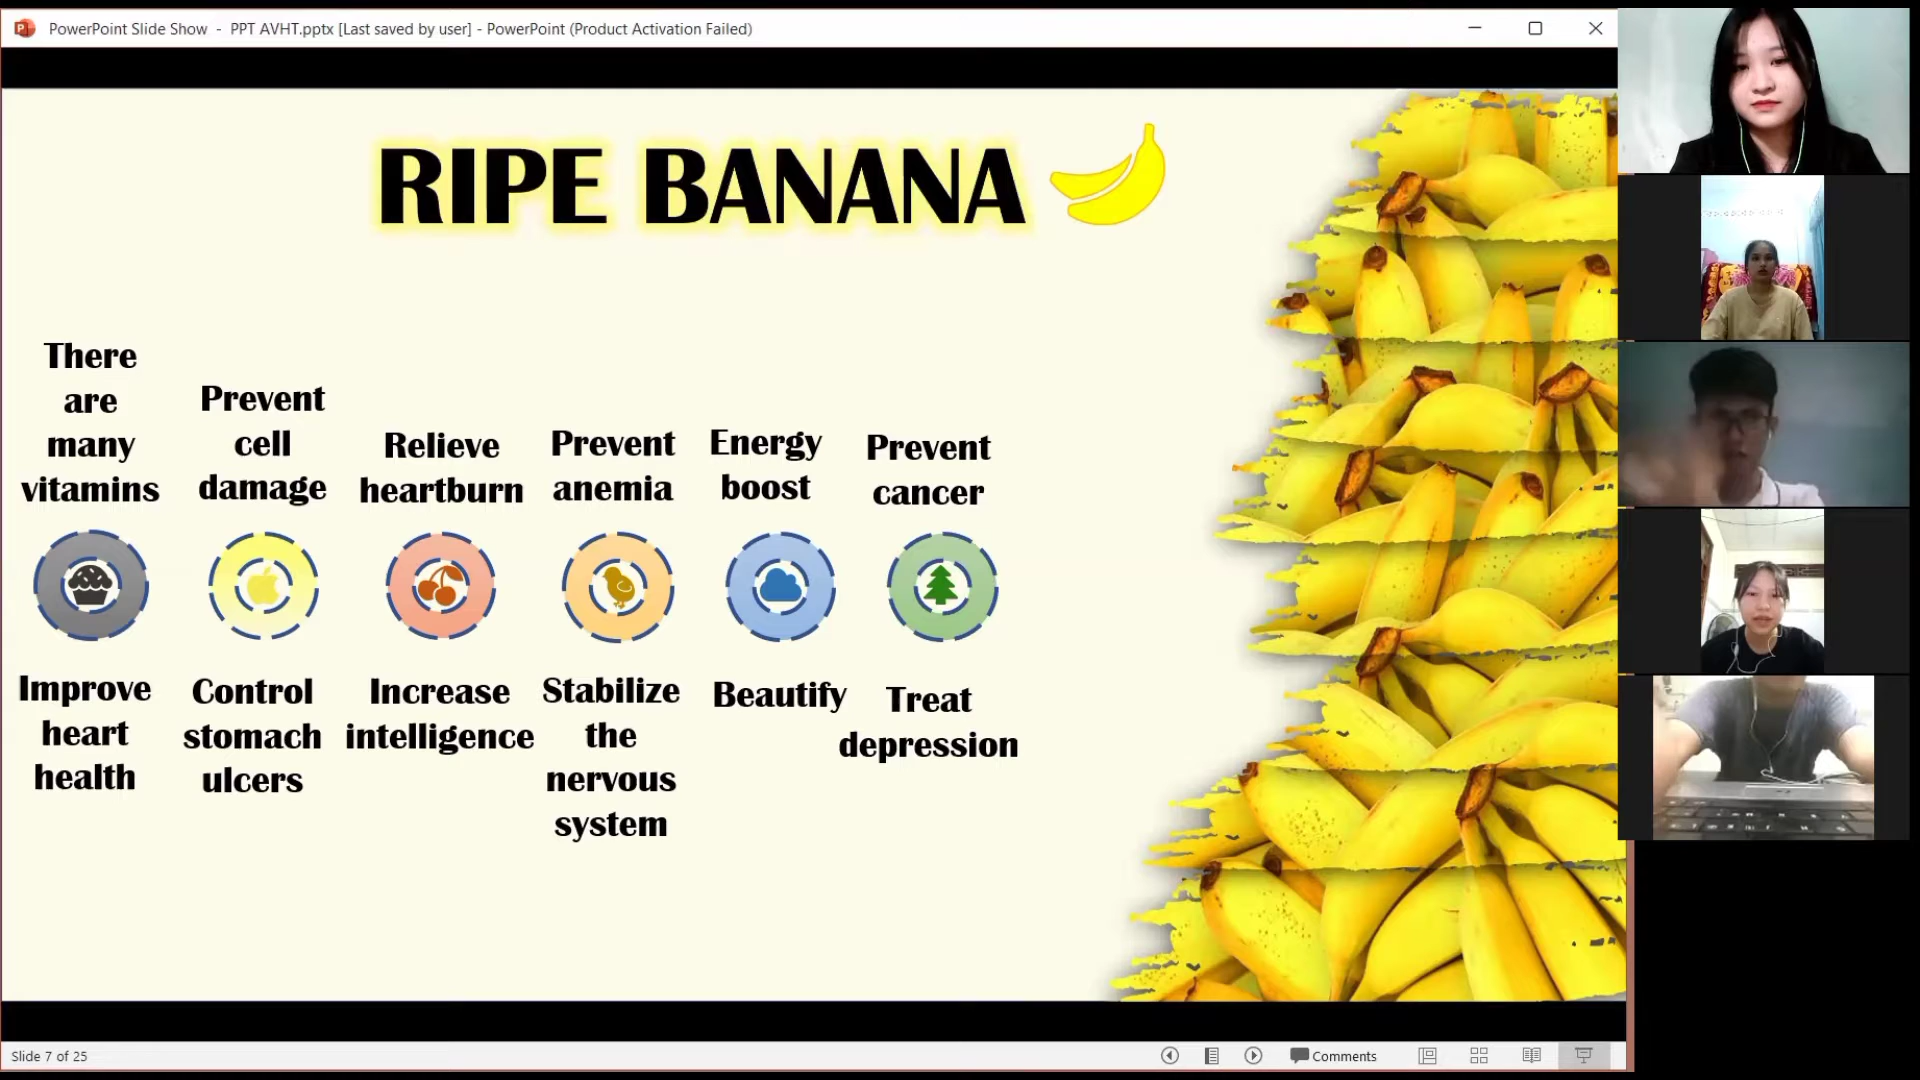 PowerPoint Slide Show - PPT AVHT.pptx [Last saved by user] - PowerPoint (Product Activation Failed)
RIPE BANANA
There
are
many
vitamins
Prevent
cell
damage
Relieve
heartburn
Prevent
anemia
Energy
boost
Prevent
cancer
Improve
heart
health
Control
stomach
ulcers
Increase
intelligence
Stabilize
the
nervous
system
Beautify
Treat
depression
Slide 7 of 25
Comments